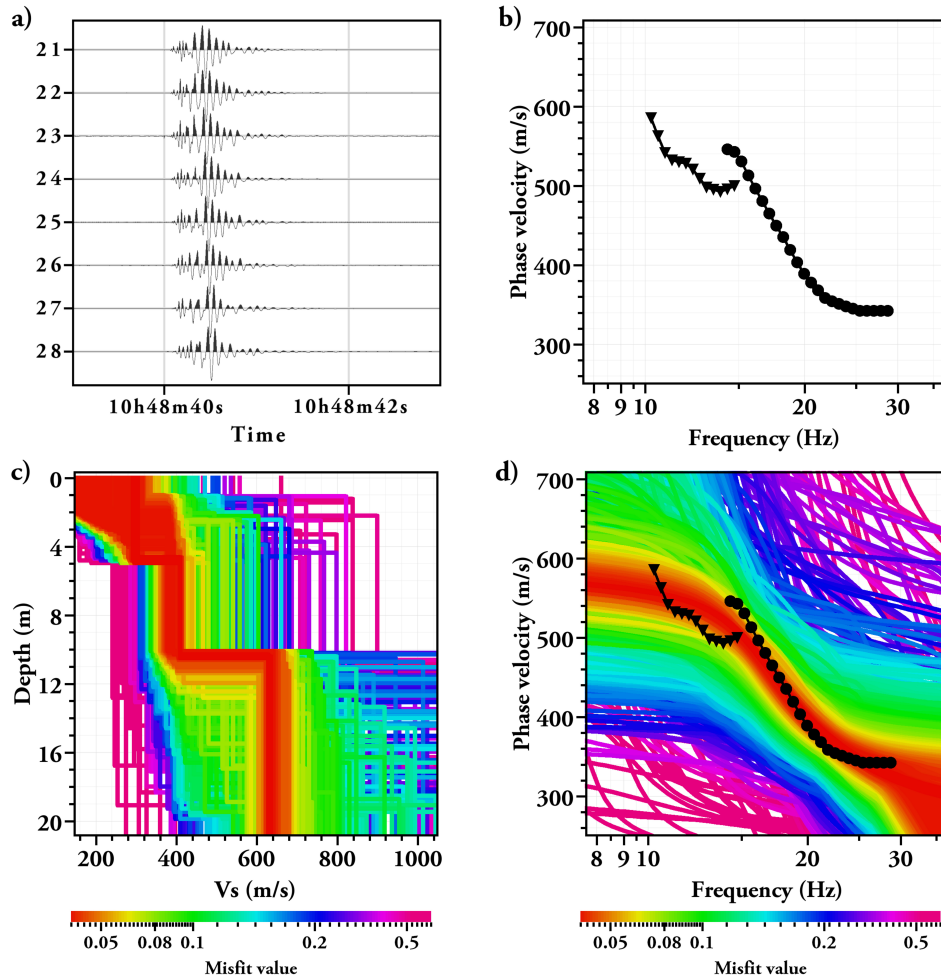 a)
21
22
23
24
25
26
27
28
10h48m40s 10h48m42s
Time
b)
Phase velocity (m/s)
700
600
500
400
300
8 9 10 20 30
Frequency (Hz)
c)
Depth (m)
0
4
8
12
16
20
200 400 600 800 1000
Vs (m/s)
0.05 0.08 0.1 0.2 0.5
Misfit value
d)
Phase velocity (m/s)
700
600
500
400
300
8 9 10 20 30
Frequency (Hz)
0.05 0.08 0.1 0.2 0.5
Misfit value